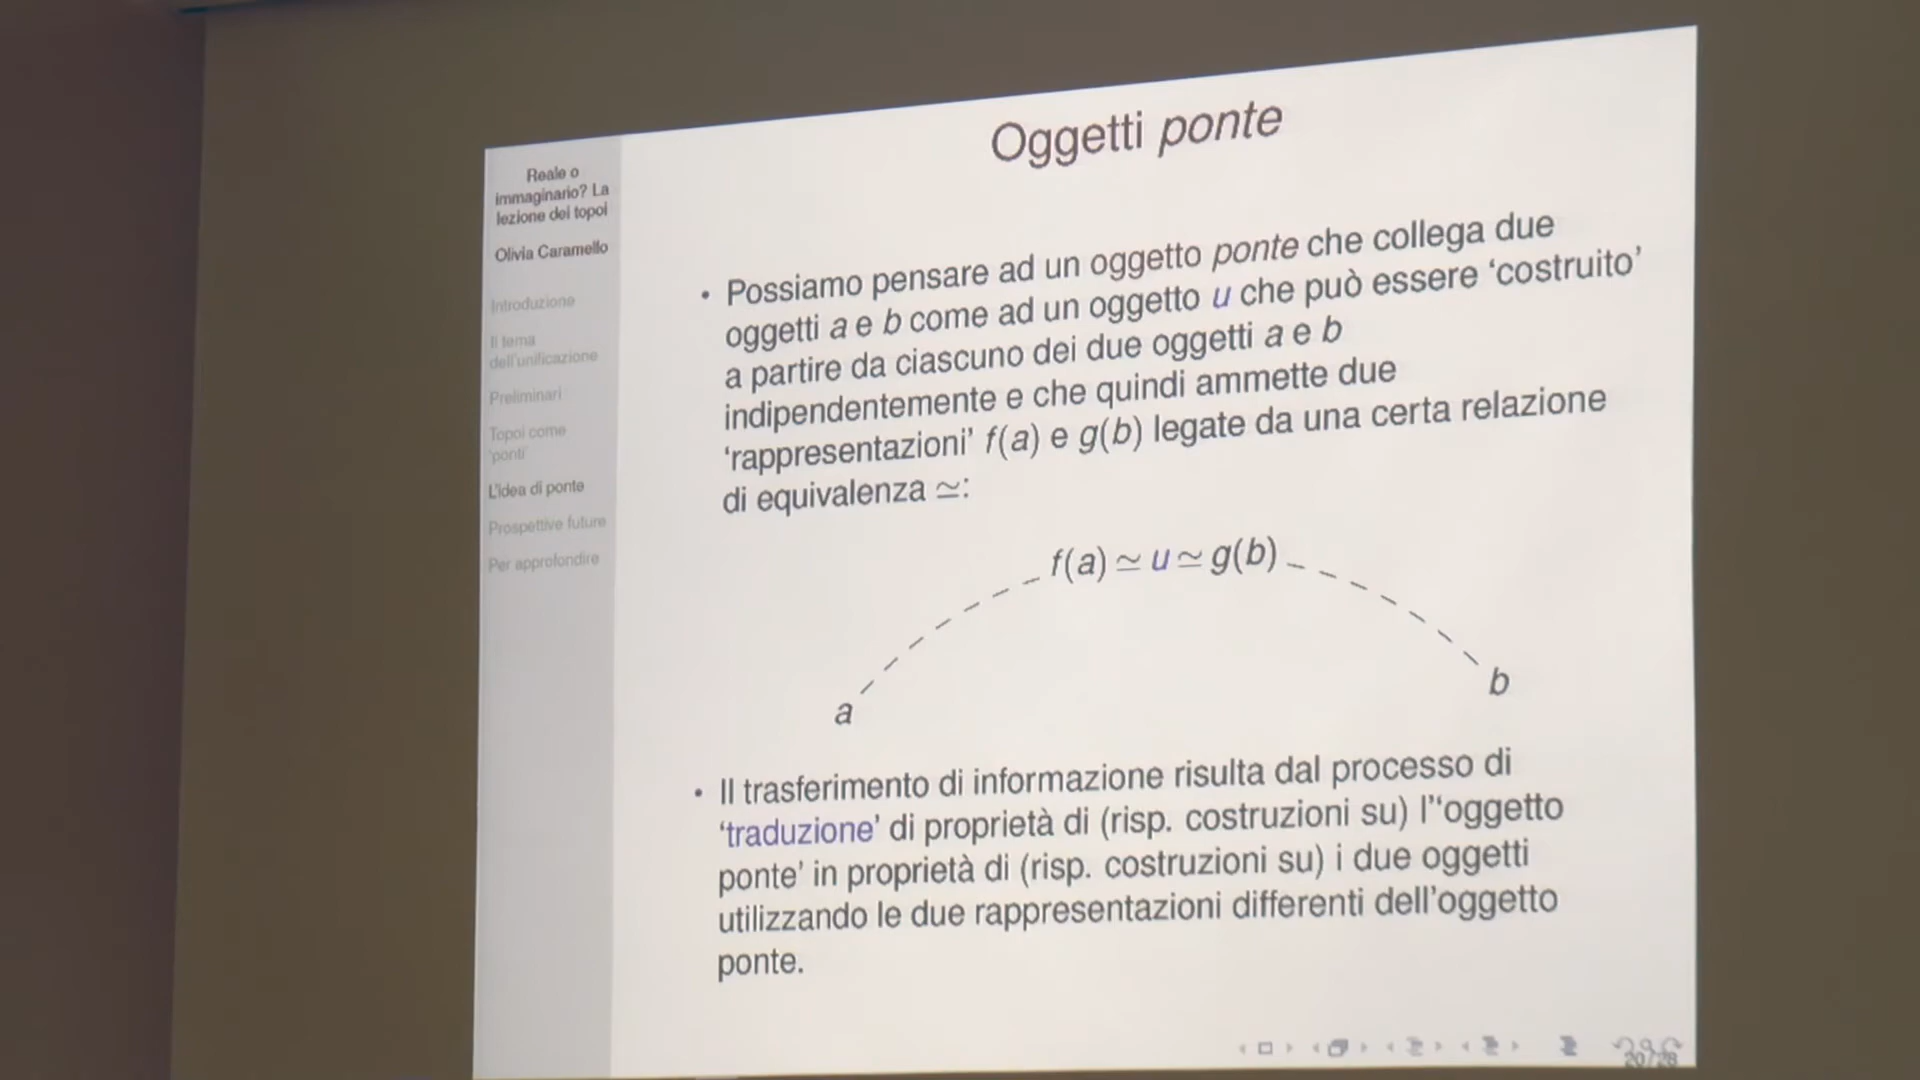 Reale o
immaginario? La
lezione dei topoi
Olivia Caramello
Introduzione
Il tema
dell'unificazione
Preliminari
Topoi come
'ponti'
L'idea di ponte
Prospettive future
Per approfondire
Oggetti ponte
• Possiamo pensare ad un oggetto ponte che collega due
oggetti a e b come ad un oggetto u che può essere 'costruito'
a partire da ciascuno dei due oggetti a e b
indipendentemente e che quindi ammette due
'rappresentazioni' f(a) e g(b) legate da una certa relazione
di equivalenza ≃:
f(a) ≃ u ≃ g(b)
a
b
• Il trasferimento di informazione risulta dal processo di
'traduzione' di proprietà di (risp. costruzioni su) l''oggetto
ponte' in proprietà di (risp. costruzioni su) i due oggetti
utilizzando le due rappresentazioni differenti dell'oggetto
ponte.
20/28